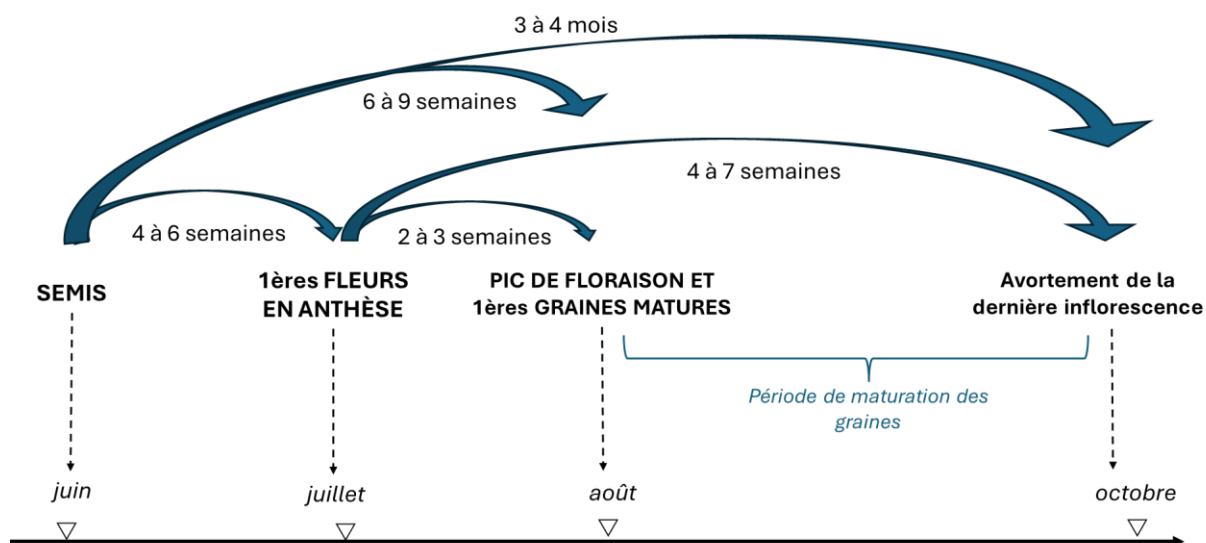 3 à 4 mois
6 à 9 semaines
4 à 7 semaines
4 à 6 semaines
2 à 3 semaines
SEMIS
1ères FLEURS
EN ANTHÈSE
PIC DE FLORAISON ET
1ères GRAINES MATURES
Avortement de la
dernière inflorescence
Période de maturation des
graines
juin
juillet
août
octobre